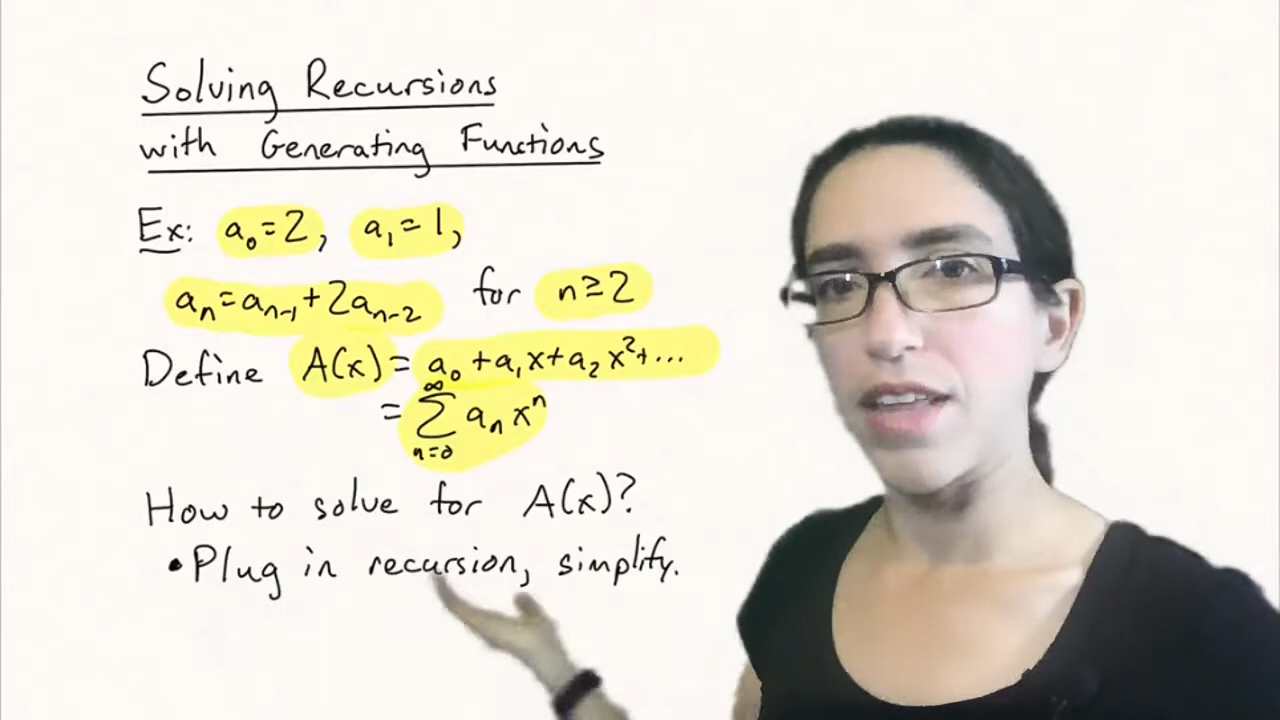 Solving Recursions
with Generating Functions
Ex: a₀=2, a₁=1,
aₙ=aₙ₋₁+2aₙ₋₂ for n≥2
Define A(x) = a₀+a₁x+a₂x²+...
= ∑ₙ₌₀^∞ aₙxⁿ
How to solve for A(x)?
•Plug in recursion, simplify.